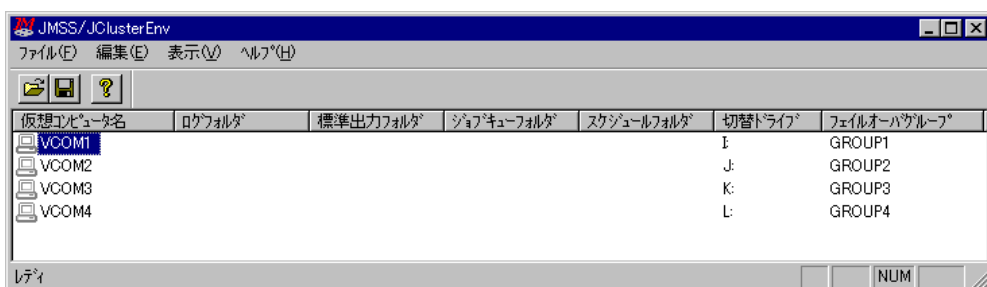 JMSS/JClusterEnv
ﾌｧｲﾙ(F) 編集(E) 表示(V) ﾍﾙﾌﾟ(H)
仮想ｺﾝﾋﾟｭｰﾀ名 ﾛｸﾞﾌｫﾙﾀﾞ 標準出力ﾌｫﾙﾀﾞ ｼﾞｮﾌﾞｷｭｰﾌｫﾙﾀﾞ ｽｹｼﾞｭｰﾙﾌｫﾙﾀﾞ 切替ﾄﾞﾗｲﾌﾞ ﾌｪｲﾙｵｰﾊﾞｸﾞﾙｰﾌﾟ
VCOM1 I: GROUP1
VCOM2 J: GROUP2
VCOM3 K: GROUP3
VCOM4 L: GROUP4
ﾚﾃﾞｨ NUM